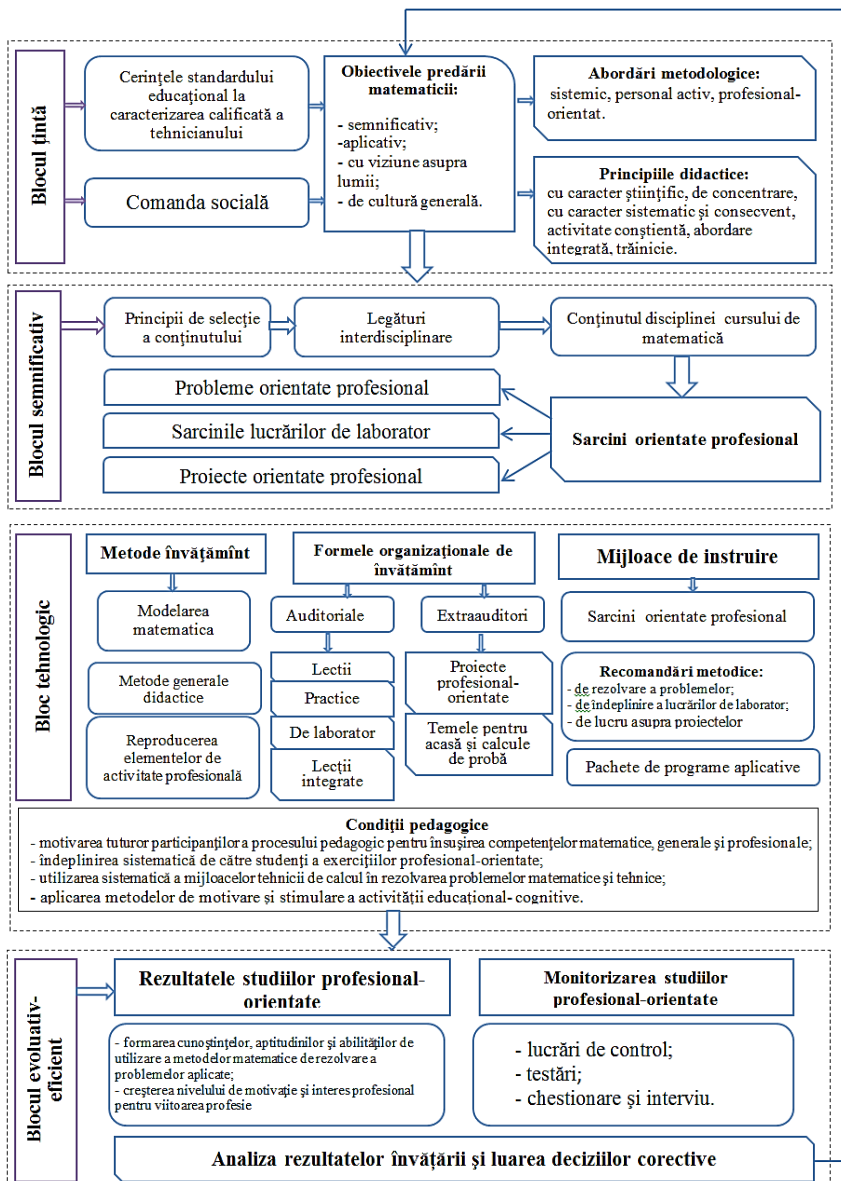 Blocul țintă
Cerințele standardului
educațional la
caracterizarea calificată a
tehnicianului
Comanda socială
Obiectivele predării
matematicii:
- semnificativ;
-aplicativ;
- cu viziune asupra
lumii;
- de cultură generală.
Abordări metodologice:
sistemic, personal activ, profesional-
orientat.
Principiile didactice:
cu caracter științific, de concentrare,
cu caracter sistematic și consecvent,
activitate conștientă, abordare
integrată, trăinicie.
Blocul semnificativ
Principii de selecție
a conținutului
Legături
interdisciplinare
Conținutul disciplinei cursului de
matematică
Probleme orientate profesional
Sarcinile lucrărilor de laborator
Proiecte orientate profesional
Sarcini orientate profesional
Bloc tehnologic
Metode învățămînt
Modelarea
matematica
Metode generale
didactice
Reproducerea
elementelor de
activitate profesională
Formele organizaționale de
învătămînt
Auditoriale
Lectii
Practice
De laborator
Lecții
integrate
Extraauditori
Proiecte
profesional-
orientate
Temele pentru
acasă și calcule
de probă
Mijloace de instruire
Sarcini orientate profesional
Recomandări metodice:
- de rezolvare a problemelor;
- de îndeplinire a lucrărilor de laborator;
- de lucru asupra proiectelor
Pachete de programe aplicative
Condiții pedagogice
- motivarea tuturor participanților a procesului pedagogic pentru însușirea competențelor matematice, generale și profesionale;
- îndeplinirea sistematică de către studenți a exercițiilor profesional-orientate;
- utilizarea sistematică a mijloacelor tehnicii de calcul în rezolvarea problemelor matematice și tehnice;
- aplicarea metodelor de motivare și stimulare a activității educațional- cognitive.
Blocul evoluativ-
eficient
Rezultatele studiilor profesional-
orientate
- formarea cunoștințelor, aptitudinilor și abilităților de
utilizare a metodelor matematice de rezolvare a
problemelor aplicate;
- creșterea nivelului de motivație și interes profesional
pentru viitoarea profesie
Monitorizarea studiilor
profesional-orientate
- lucrări de control;
- testări;
- chestionare și interviu.
Analiza rezultatelor învățării și luarea deciziilor corective